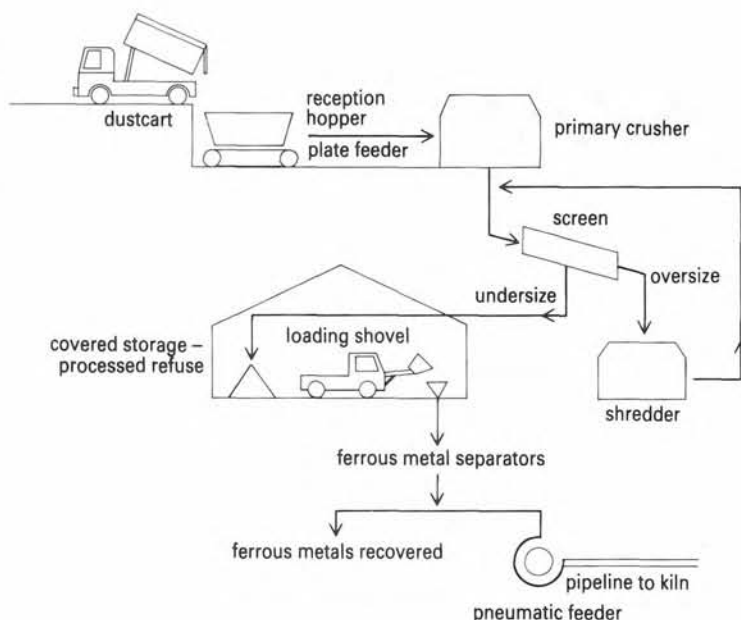 dustcart
reception
hopper
plate feeder
primary crusher
screen
oversize
undersize
covered storage –
processed refuse
loading shovel
shredder
ferrous metal separators
ferrous metals recovered
pipeline to kiln
pneumatic feeder